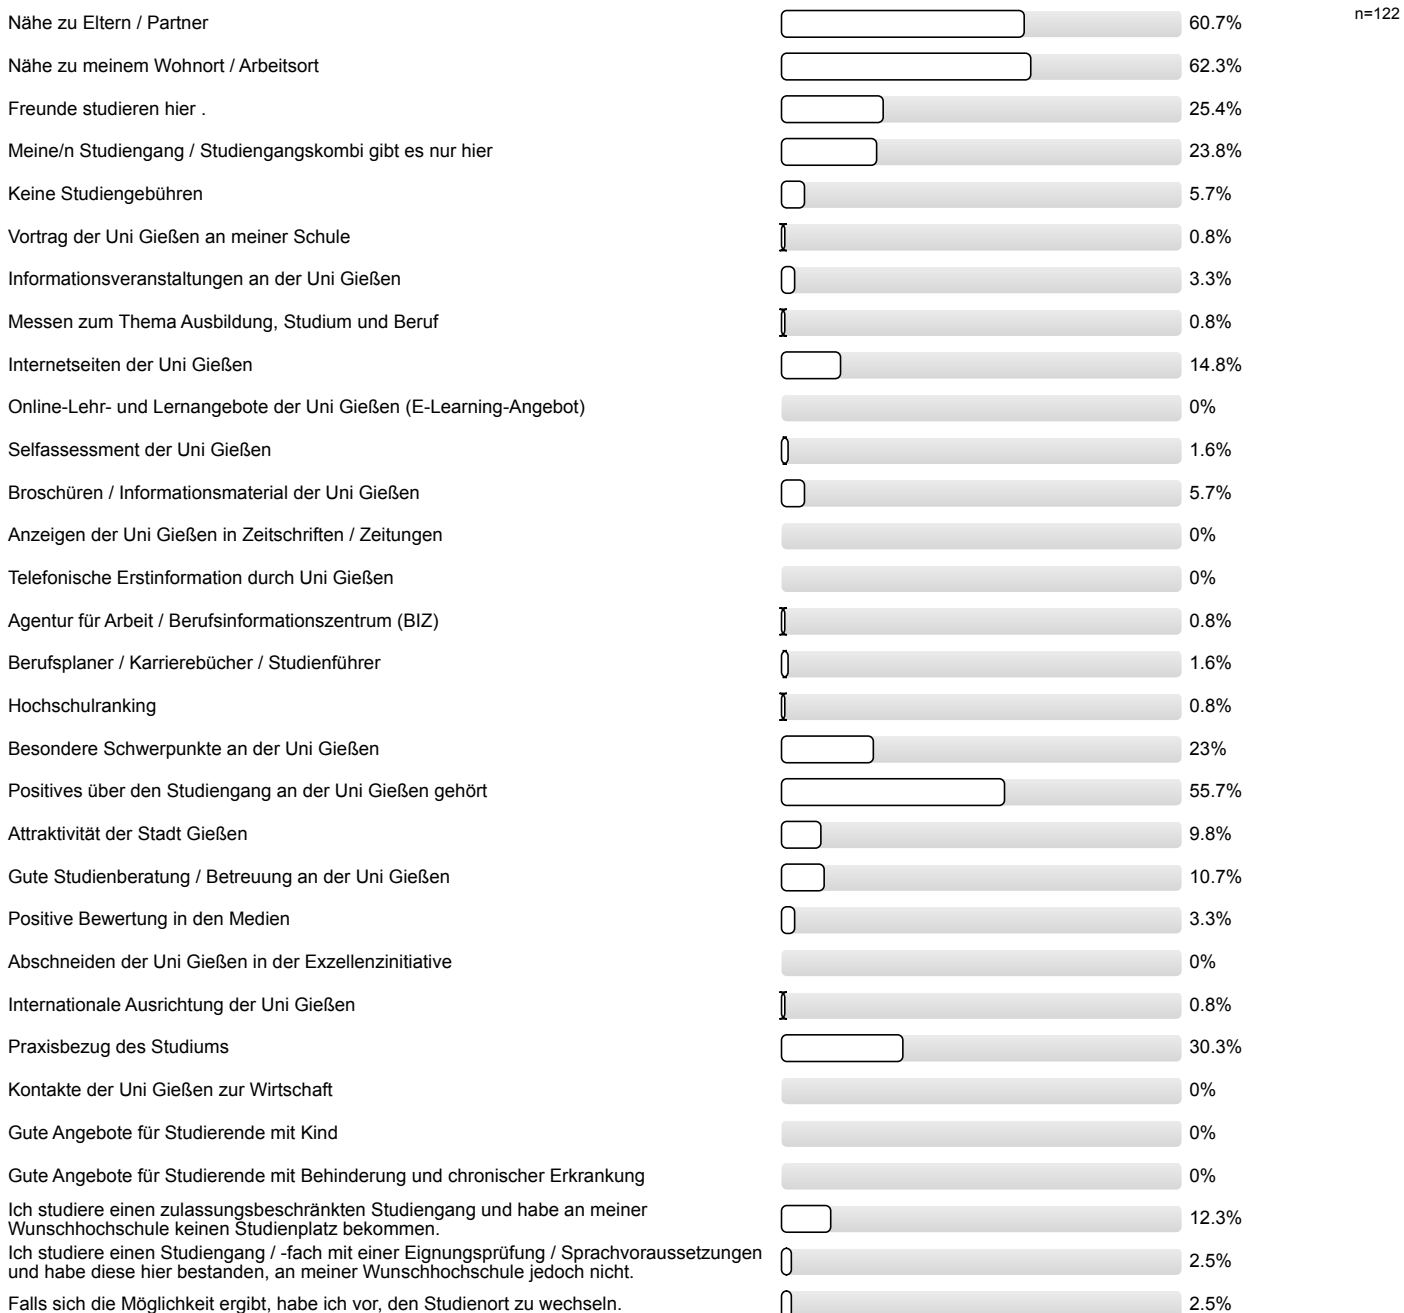 Nähe zu Eltern / Partner 60.7% n=122
Nähe zu meinem Wohnort / Arbeitsort 62.3%
Freunde studieren hier . 25.4%
Meine/n Studiengang / Studiengangskombi gibt es nur hier 23.8%
Keine Studiengebühren 5.7%
Vortrag der Uni Gießen an meiner Schule 0.8%
Informationsveranstaltungen an der Uni Gießen 3.3%
Messen zum Thema Ausbildung, Studium und Beruf 0.8%
Internetseiten der Uni Gießen 14.8%
Online-Lehr- und Lernangebote der Uni Gießen (E-Learning-Angebot) 0%
Selfassessment der Uni Gießen 1.6%
Broschüren / Informationsmaterial der Uni Gießen 5.7%
Anzeigen der Uni Gießen in Zeitschriften / Zeitungen 0%
Telefonische Erstinformation durch Uni Gießen 0%
Agentur für Arbeit / Berufsinformationszentrum (BIZ) 0.8%
Berufsplaner / Karrierebücher / Studienführer 1.6%
Hochschulranking 0.8%
Besondere Schwerpunkte an der Uni Gießen 23%
Positives über den Studiengang an der Uni Gießen gehört 55.7%
Attraktivität der Stadt Gießen 9.8%
Gute Studienberatung / Betreuung an der Uni Gießen 10.7%
Positive Bewertung in den Medien 3.3%
Abschneiden der Uni Gießen in der Exzellenzinitiative 0%
Internationale Ausrichtung der Uni Gießen 0.8%
Praxisbezug des Studiums 30.3%
Kontakte der Uni Gießen zur Wirtschaft 0%
Gute Angebote für Studierende mit Kind 0%
Gute Angebote für Studierende mit Behinderung und chronischer Erkrankung 0%
Ich studiere einen zulassungsbeschränkten Studiengang und habe an meiner
Wunschhochschule keinen Studienplatz bekommen. 12.3%
Ich studiere einen Studiengang / -fach mit einer Eignungsprüfung / Sprachvoraussetzungen
und habe diese hier bestanden, an meiner Wunschhochschule jedoch nicht. 2.5%
Falls sich die Möglichkeit ergibt, habe ich vor, den Studienort zu wechseln. 2.5%